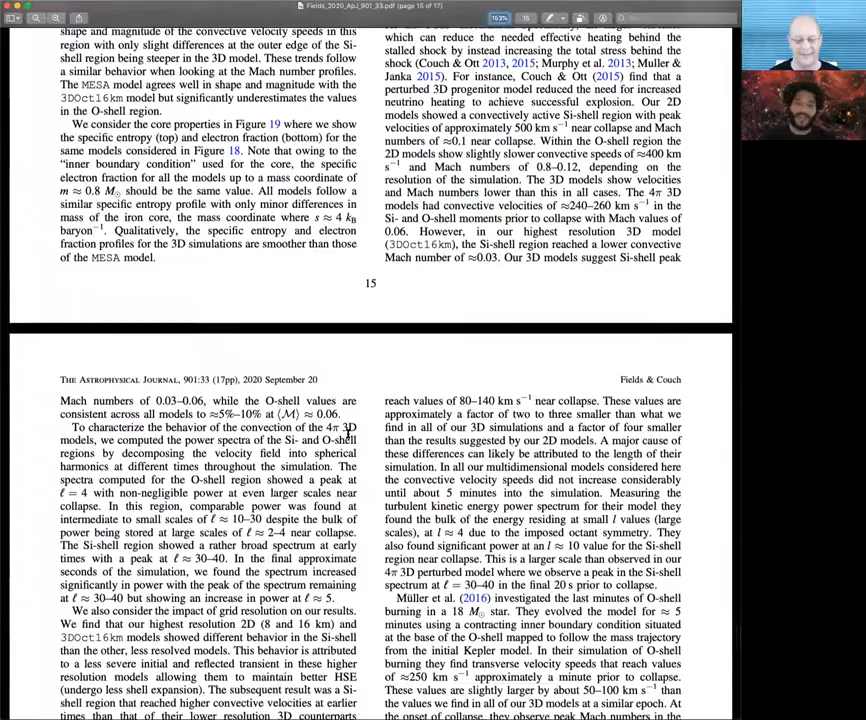 Fields_2020_ApJ_901_33.pdf (page 15 of 17)
153%
15
Search
shape and magnitude of the convective velocity speeds in this
region with only slight differences at the outer edge of the Si-
shell region being steeper in the 3D model. These trends follow
a similar behavior when looking at the Mach number profiles.
The MESA model agrees well in shape and magnitude with the
3DOct16km model but significantly underestimates the values
in the O-shell region.
We consider the core properties in Figure 19 where we show
the specific entropy (top) and electron fraction (bottom) for the
same models considered in Figure 18. Note that owing to the
“inner boundary condition” used for the core, the specific
electron fraction for all the models up to a mass coordinate of
m ≈ 0.8 M⊙ should be the same value. All models follow a
similar specific entropy profile with only minor differences in
mass of the iron core, the mass coordinate where s ≈ 4 kB
baryon−1. Qualitatively, the specific entropy and electron
fraction profiles for the 3D simulations are smoother than those
of the MESA model.
which can reduce the needed effective heating behind the
stalled shock by instead increasing the total stress behind the
shock (Couch & Ott 2013, 2015; Murphy et al. 2013; Muller &
Janka 2015). For instance, Couch & Ott (2015) find that a
perturbed 3D progenitor model reduced the need for increased
neutrino heating to achieve successful explosion. Our 2D
models showed a convectively active Si-shell region with peak
velocities of approximately 500 km s−1 near collapse and Mach
numbers of ≈0.1 near collapse. Within the O-shell region the
2D models show slightly slower convective speeds of ≈400 km
s−1 and Mach numbers of 0.8–0.12, depending on the
resolution of the simulation. The 3D models show velocities
and Mach numbers lower than this in all cases. The 4π 3D
models had convective velocities of ≈240–260 km s−1 in the
Si- and O-shell moments prior to collapse with Mach values of
0.06. However, in our highest resolution 3D model
(3DOct16km), the Si-shell region reached a lower convective
Mach number of ≈0.03. Our 3D models suggest Si-shell peak
15
THE ASTROPHYSICAL JOURNAL, 901:33 (17pp), 2020 September 20
Fields & Couch
Mach numbers of 0.03–0.06, while the O-shell values are
consistent across all models to ≈5%–10% at ⟨M⟩ ≈ 0.06.
To characterize the behavior of the convection of the 4π 3D
models, we computed the power spectra of the Si- and O-shell
regions by decomposing the velocity field into spherical
harmonics at different times throughout the simulation. The
spectra computed for the O-shell region showed a peak at
ℓ = 4 with non-negligible power at even larger scales near
collapse. In this region, comparable power was found at
intermediate to small scales of ℓ ≈ 10–30 despite the bulk of
power being stored at large scales of ℓ ≈ 2–4 near collapse.
The Si-shell region showed a rather broad spectrum at early
times with a peak at ℓ ≈ 30–40. In the final approximate
seconds of the simulation, we found the spectrum increased
significantly in power with the peak of the spectrum remaining
at ℓ ≈ 30–40 but showing an increase in power at ℓ ≈ 5.
We also consider the impact of grid resolution on our results.
We find that our highest resolution 2D (8 and 16 km) and
3DOct16km models showed different behavior in the Si-shell
than the other, less resolved models. This behavior is attributed
to a less severe initial and reflected transient in these higher
resolution models allowing them to maintain better HSE
(undergo less shell expansion). The subsequent result was a Si-
shell region that reached higher convective velocities at earlier
times than that of their lower resolution 3D counterparts
reach values of 80–140 km s−1 near collapse. These values are
approximately a factor of two to three smaller than what we
find in all of our 3D simulations and a factor of four smaller
than the results suggested by our 2D models. A major cause of
these differences can likely be attributed to the length of their
simulation. In all our multidimensional models considered here
the convective velocity speeds did not increase considerably
until about 5 minutes into the simulation. Measuring the
turbulent kinetic energy power spectrum for their model they
found the bulk of the energy residing at small l values (large
scales), at l ≈ 4 due to the imposed octant symmetry. They
also found significant power at an l ≈ 10 value for the Si-shell
region near collapse. This is a larger scale than observed in our
4π 3D perturbed model where we observe a peak in the Si-shell
spectrum at ℓ = 30–40 in the final 20 s prior to collapse.
Müller et al. (2016) investigated the last minutes of O-shell
burning in a 18 M⊙ star. They evolved the model for ≈ 5
minutes using a contracting inner boundary condition situated
at the base of the O-shell mapped to follow the mass trajectory
from the initial Kepler model. In their simulation of O-shell
burning they find transverse velocity speeds that reach values
of ≈250 km s−1 approximately a minute prior to collapse.
These values are slightly larger by about 50–100 km s−1 than
the values we find in all of our 3D models at a similar epoch. At
the onset of collapse, they observe peak Mach numbers in the